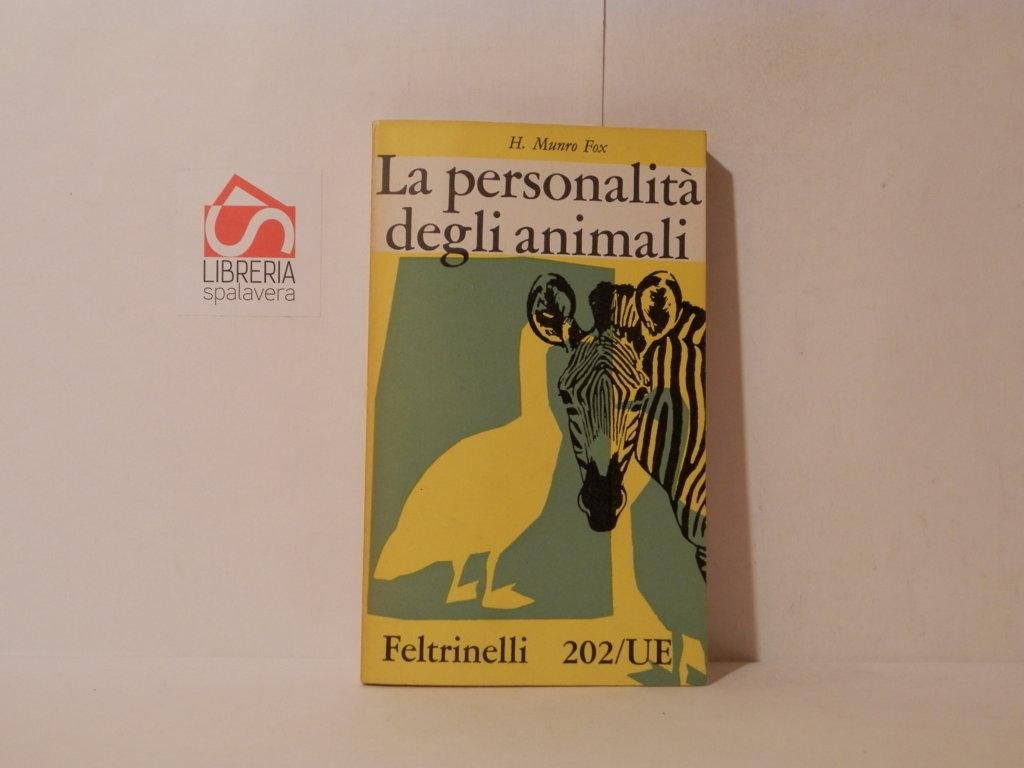 H. Munro Fox
La personalità
degli animali
LIBRERIA
spalavera
Feltrinelli 202/UE